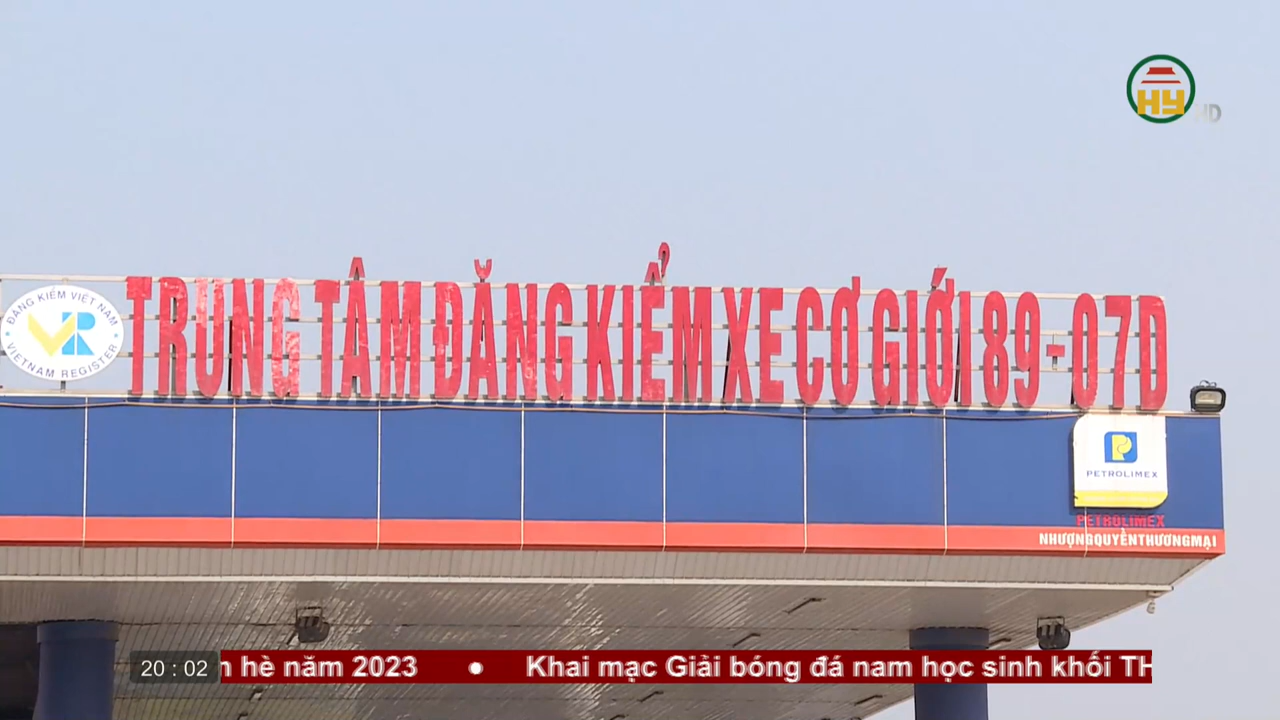 HY
HD
TRUNG TÂM ĐĂNG KIỂM XE CƠ GIỚI 89-07D
ĐĂNG KIỂM VIỆT NAM
VR
VIETNAM REGISTER
P
PETROLIMEX
PETROLIMEX
NHƯỢNG QUYỀN THƯƠNG MẠI
20 : 02
hè năm 2023 • Khai mạc Giải bóng đá nam học sinh khối TH